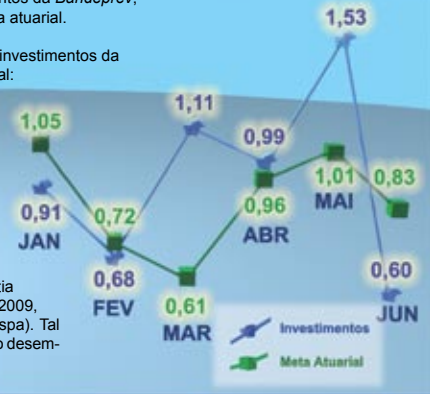 ntos da Bandeprev,
a atuarial.
investimentos da
al:
1,53
1,11
1,05
0,99
0,91
0,72
0,96
1,01
0,83
JAN
0,68
0,61
ABR
MAI
0,60
FEV
MAR
JUN
tia
2009,
spa). Tal
o desem-
Investimentos
Meta Atuarial